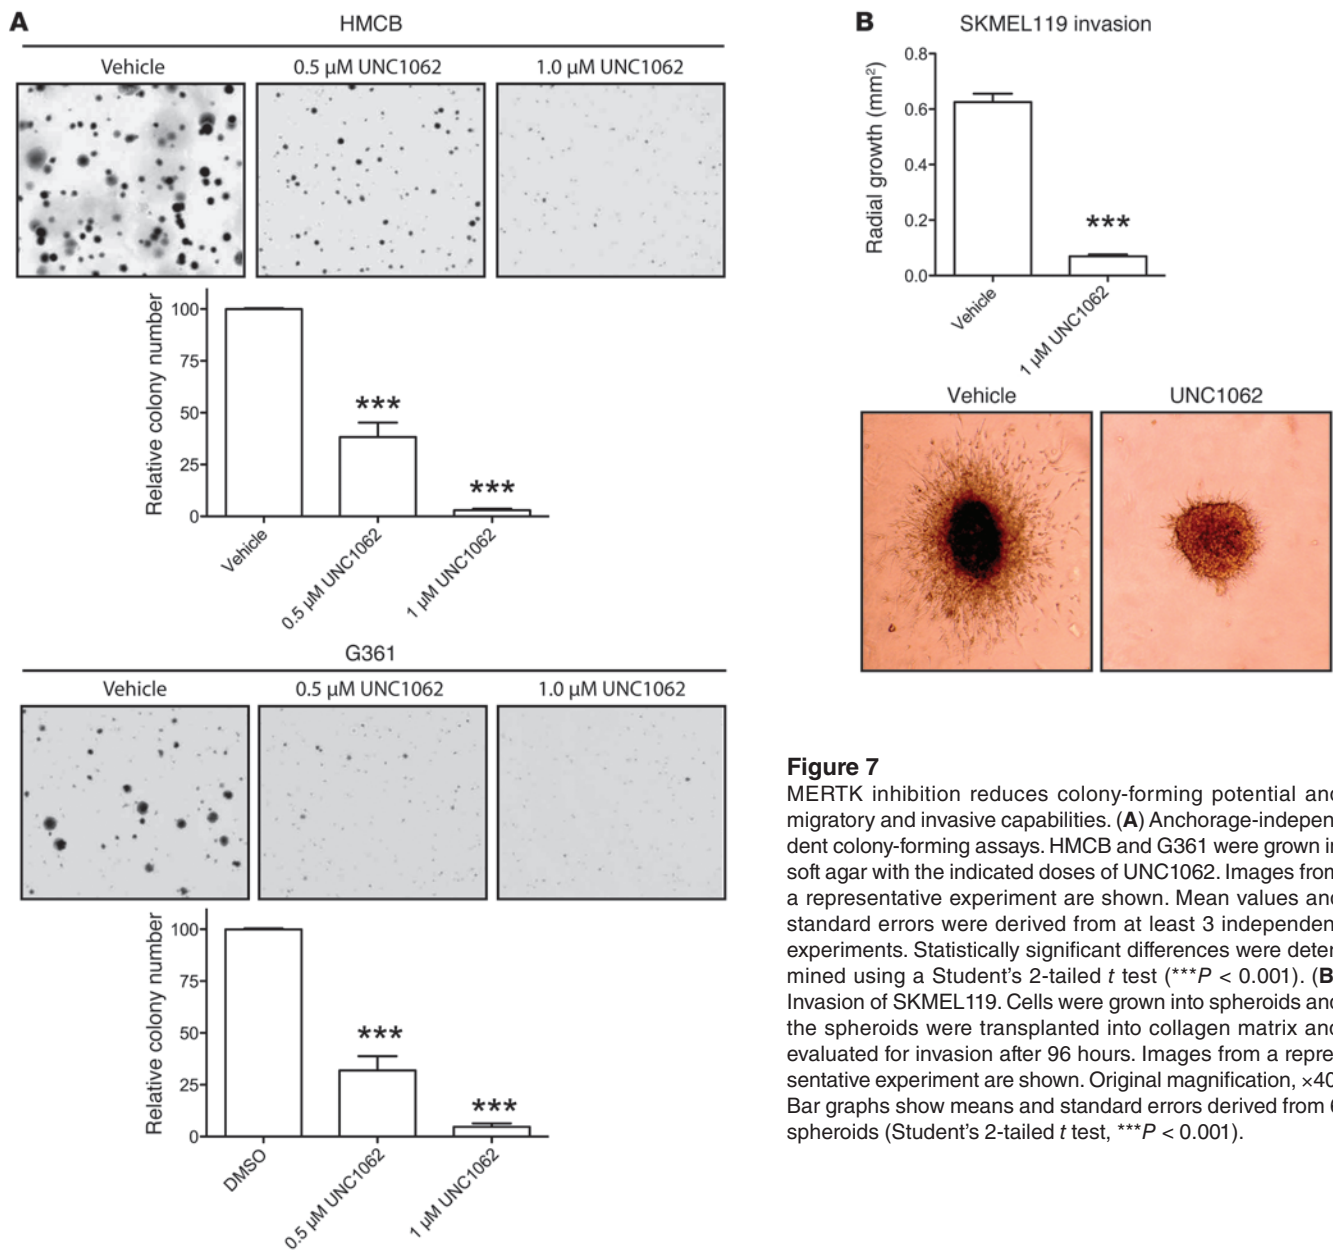 A
HMCB
Vehicle
0.5 µM UNC1062
1.0 µM UNC1062
Relative colony number
100
75
50
25
0
***
***
Vehicle
0.5 µM UNC1062
1 µM UNC1062
G361
Vehicle
0.5 µM UNC1062
1.0 µM UNC1062
Relative colony number
100
75
50
25
0
***
***
DMSO
0.5 µM UNC1062
1 µM UNC1062
B
SKMEL119 invasion
Radial growth (mm²)
0.8
0.6
0.4
0.2
0.0
***
Vehicle
1 µM UNC1062
Vehicle
UNC1062
Figure 7
MERTK inhibition reduces colony-forming potential and
migratory and invasive capabilities. (A) Anchorage-indepen
dent colony-forming assays. HMCB and G361 were grown in
soft agar with the indicated doses of UNC1062. Images from
a representative experiment are shown. Mean values and
standard errors were derived from at least 3 independent
experiments. Statistically significant differences were deter
mined using a Student's 2-tailed t test (***P < 0.001). (B
Invasion of SKMEL119. Cells were grown into spheroids and
the spheroids were transplanted into collagen matrix and
evaluated for invasion after 96 hours. Images from a repre
sentative experiment are shown. Original magnification, ×40
Bar graphs show means and standard errors derived from 6
spheroids (Student's 2-tailed t test, ***P < 0.001).